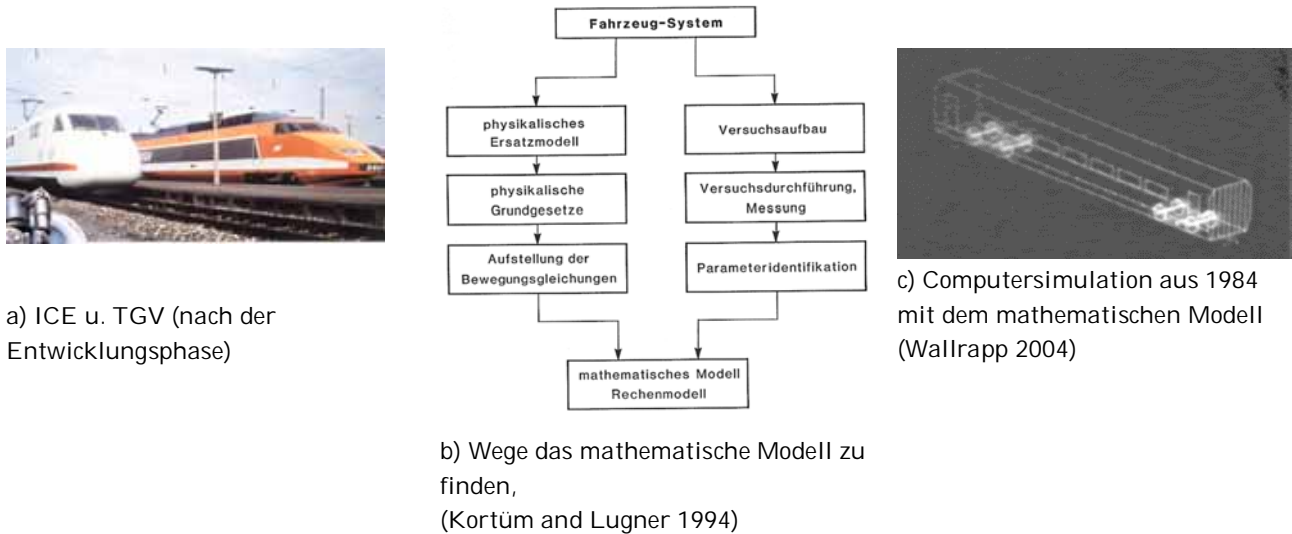 Fahrzeug-System
physikalisches
Ersatzmodell
Versuchsaufbau
physikalische
Grundgesetze
Versuchsdurchführung,
Messung
Aufstellung der
Bewegungsgleichungen
Parameteridentifikation
mathematisches Modell
Rechenmodell
a) ICE u. TGV (nach der
Entwicklungsphase)
b) Wege das mathematische Modell zu
finden,
(Kortüm and Lugner 1994)
c) Computersimulation aus 1984
mit dem mathematischen Modell
(Wallrapp 2004)